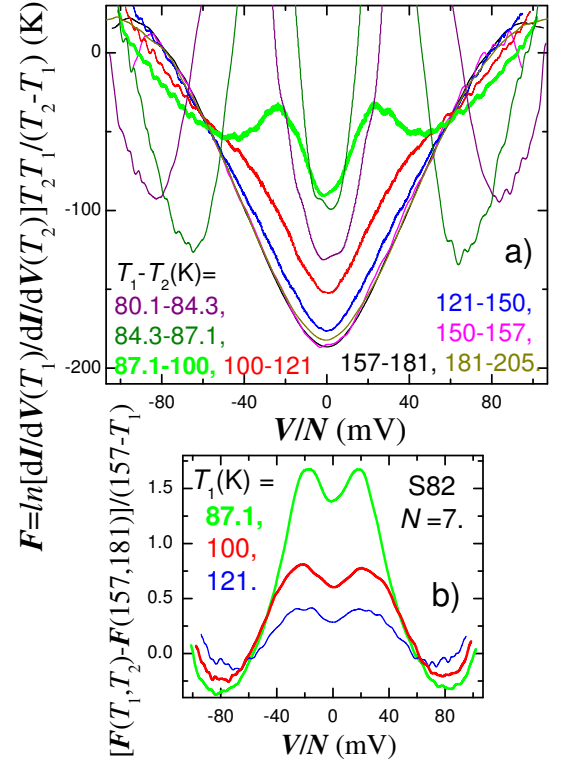 F=ln[dI/dV(T₁)/dI/dV(T₂)]T₂T₁/(T₂-T₁) (K)
0
-100
-200
a)
T₁-T₂(K)=
80.1-84.3,
84.3-87.1,
87.1-100, 100-121
121-150,
150-157,
157-181, 181-205.
-80 -40 0 40 80
V/N (mV)
[F(T₁,T₂)-F(157,181)]/(157-T₁)
1.5
1.0
0.5
0.0
T₁(K) =
87.1,
100,
121.
S82
N =7.
b)
-80 -40 0 40 80
V/N (mV)